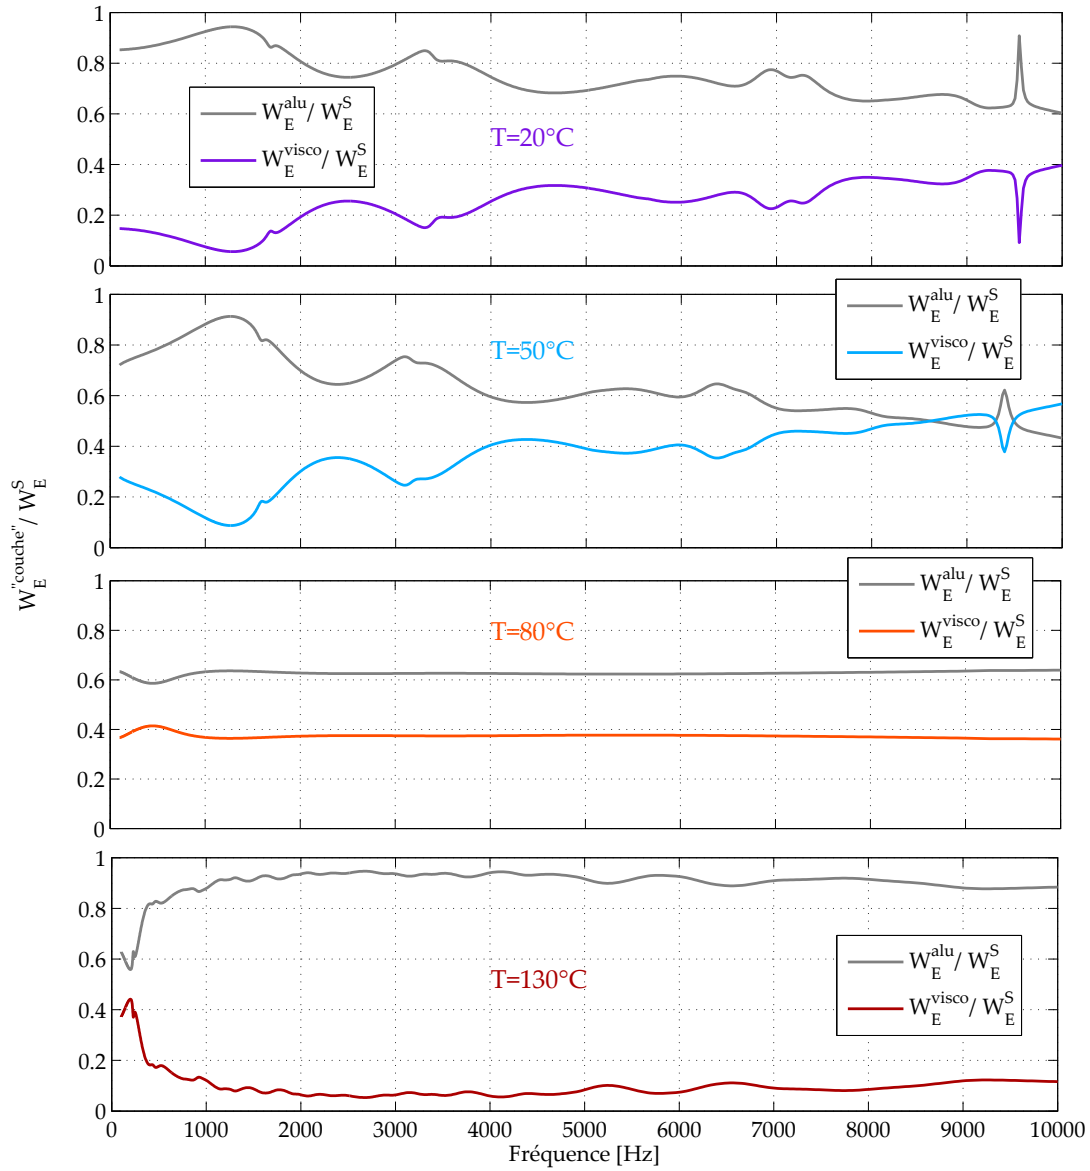 1
0.8
0.6
0.4
0.2
0
W_E^alu / W_E^S
W_E^visco / W_E^S
T=20°C
1
0.8
0.6
0.4
0.2
0
W_E^alu / W_E^S
W_E^visco / W_E^S
T=50°C
W_E^"couche" / W_E^S
1
0.8
0.6
0.4
0.2
0
W_E^alu / W_E^S
W_E^visco / W_E^S
T=80°C
1
0.8
0.6
0.4
0.2
0
W_E^alu / W_E^S
W_E^visco / W_E^S
T=130°C
0 1000 2000 3000 4000 5000 6000 7000 8000 9000 10000
Fréquence [Hz]